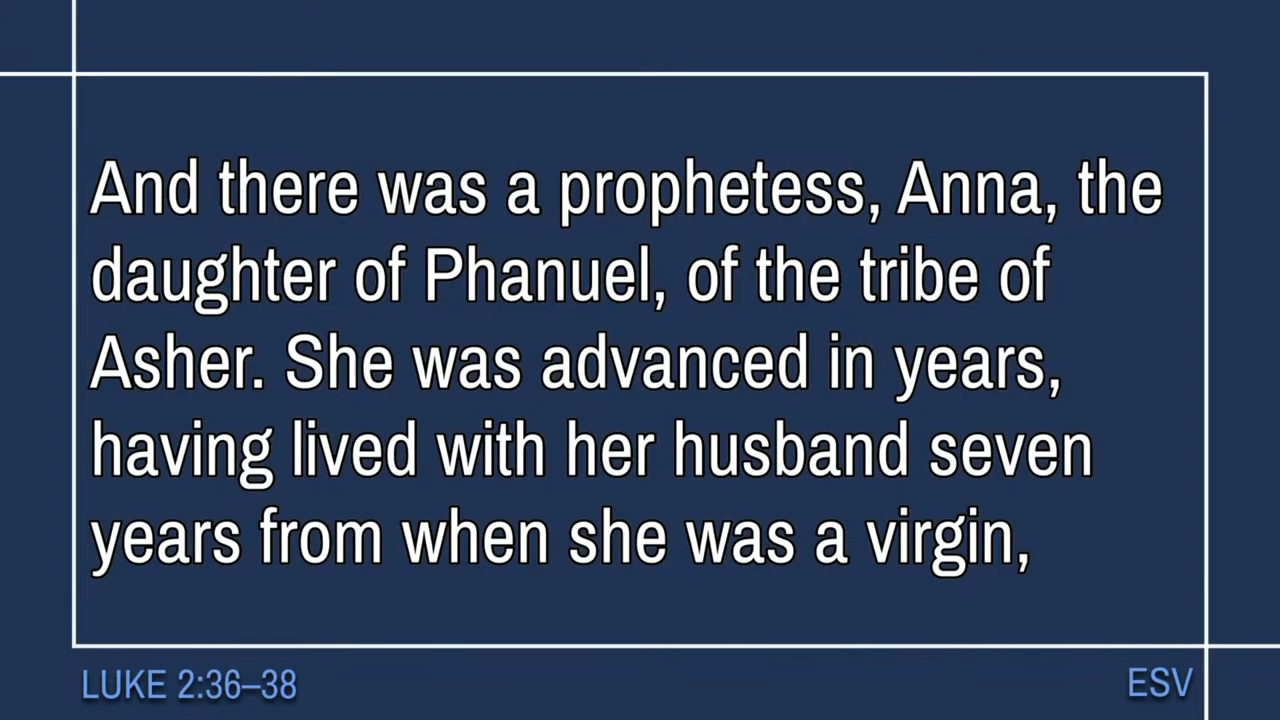 And there was a prophetess, Anna, the
daughter of Phanuel, of the tribe of
Asher. She was advanced in years,
having lived with her husband seven
years from when she was a virgin,
LUKE 2:36–38
ESV